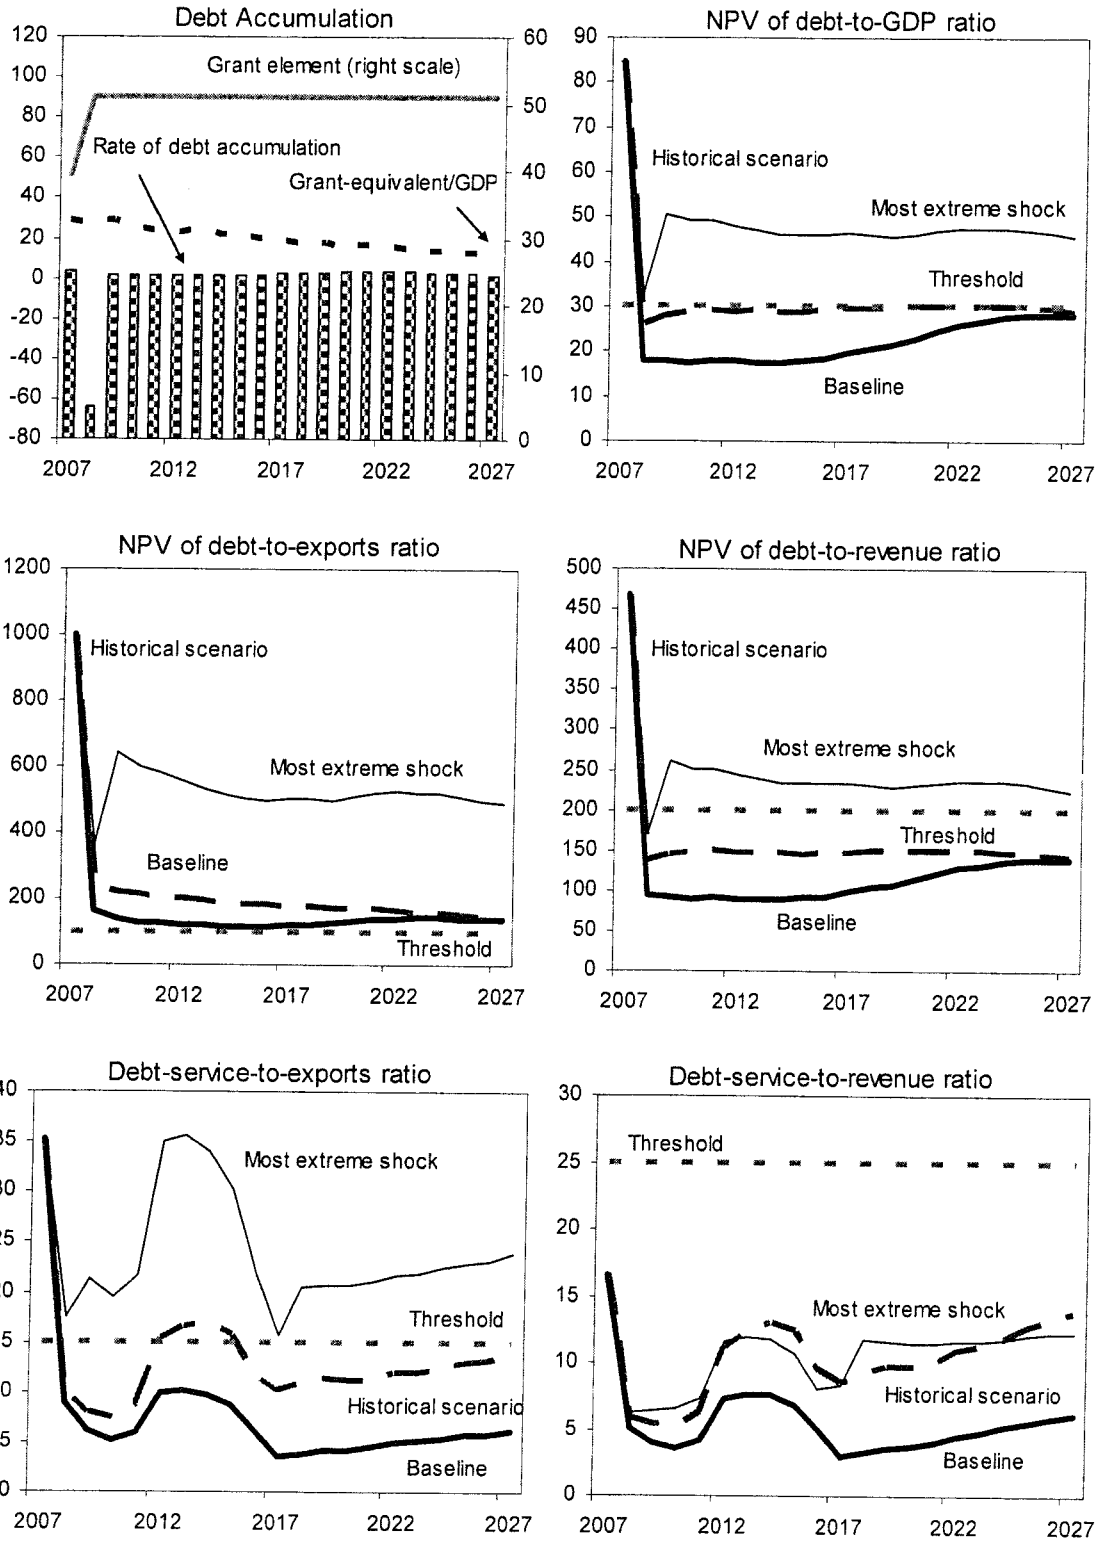 Debt Accumulation
120
100
80
60
40
20
0
-20
-40
-60
-80
60
50
40
30
20
10
0
Grant element (right scale)
Rate of debt accumulation
Grant-equivalent/GDP
2007 2012 2017 2022 2027
NPV of debt-to-GDP ratio
90
80
70
60
50
40
30
20
10
0
Historical scenario
Most extreme shock
Threshold
Baseline
2007 2012 2017 2022 2027
NPV of debt-to-exports ratio
1200
1000
800
600
400
200
0
Historical scenario
Most extreme shock
Baseline
Threshold
2007 2012 2017 2022 2027
NPV of debt-to-revenue ratio
500
450
400
350
300
250
200
150
100
50
0
Historical scenario
Most extreme shock
Threshold
Baseline
2007 2012 2017 2022 2027
Debt-service-to-exports ratio
40
35
30
25
20
5
0
5
0
Most extreme shock
Threshold
Historical scenario
Baseline
2007 2012 2017 2022 2027
Debt-service-to-revenue ratio
30
25
20
15
10
5
0
Threshold
Most extreme shock
Historical scenario
Baseline
2007 2012 2017 2022 2027